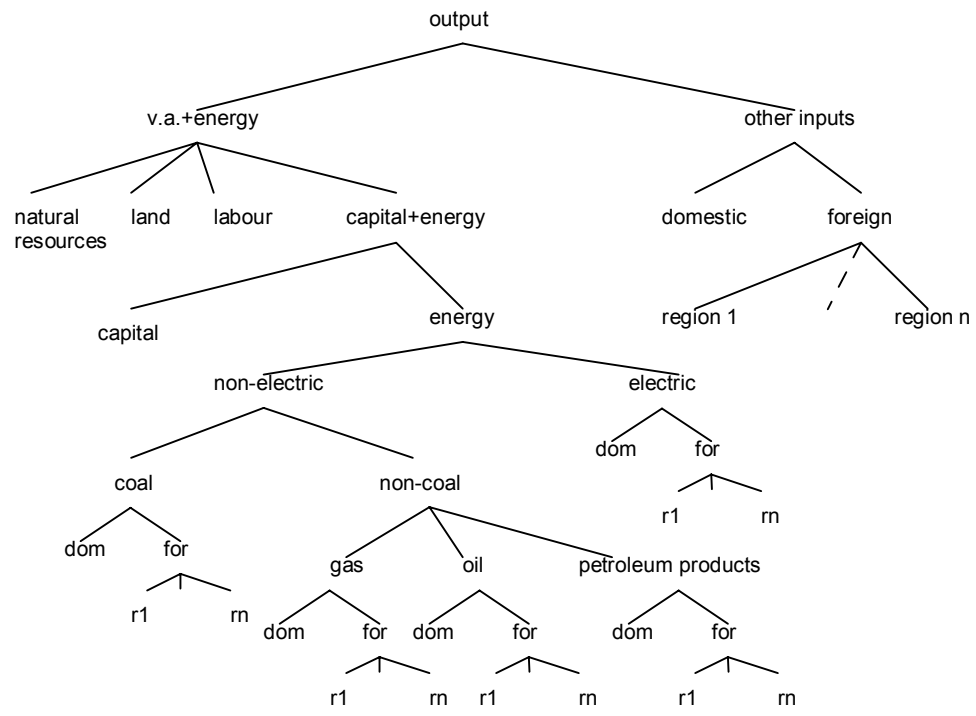 output
v.a.+energy
other inputs
natural
resources
land
labour
capital+energy
domestic
foreign
capital
energy
region 1
region n
non-electric
electric
dom
for
r1
rn
coal
non-coal
dom
for
r1
rn
gas
oil
petroleum products
dom
for
dom
for
dom
for
r1
rn
r1
rn
r1
rn